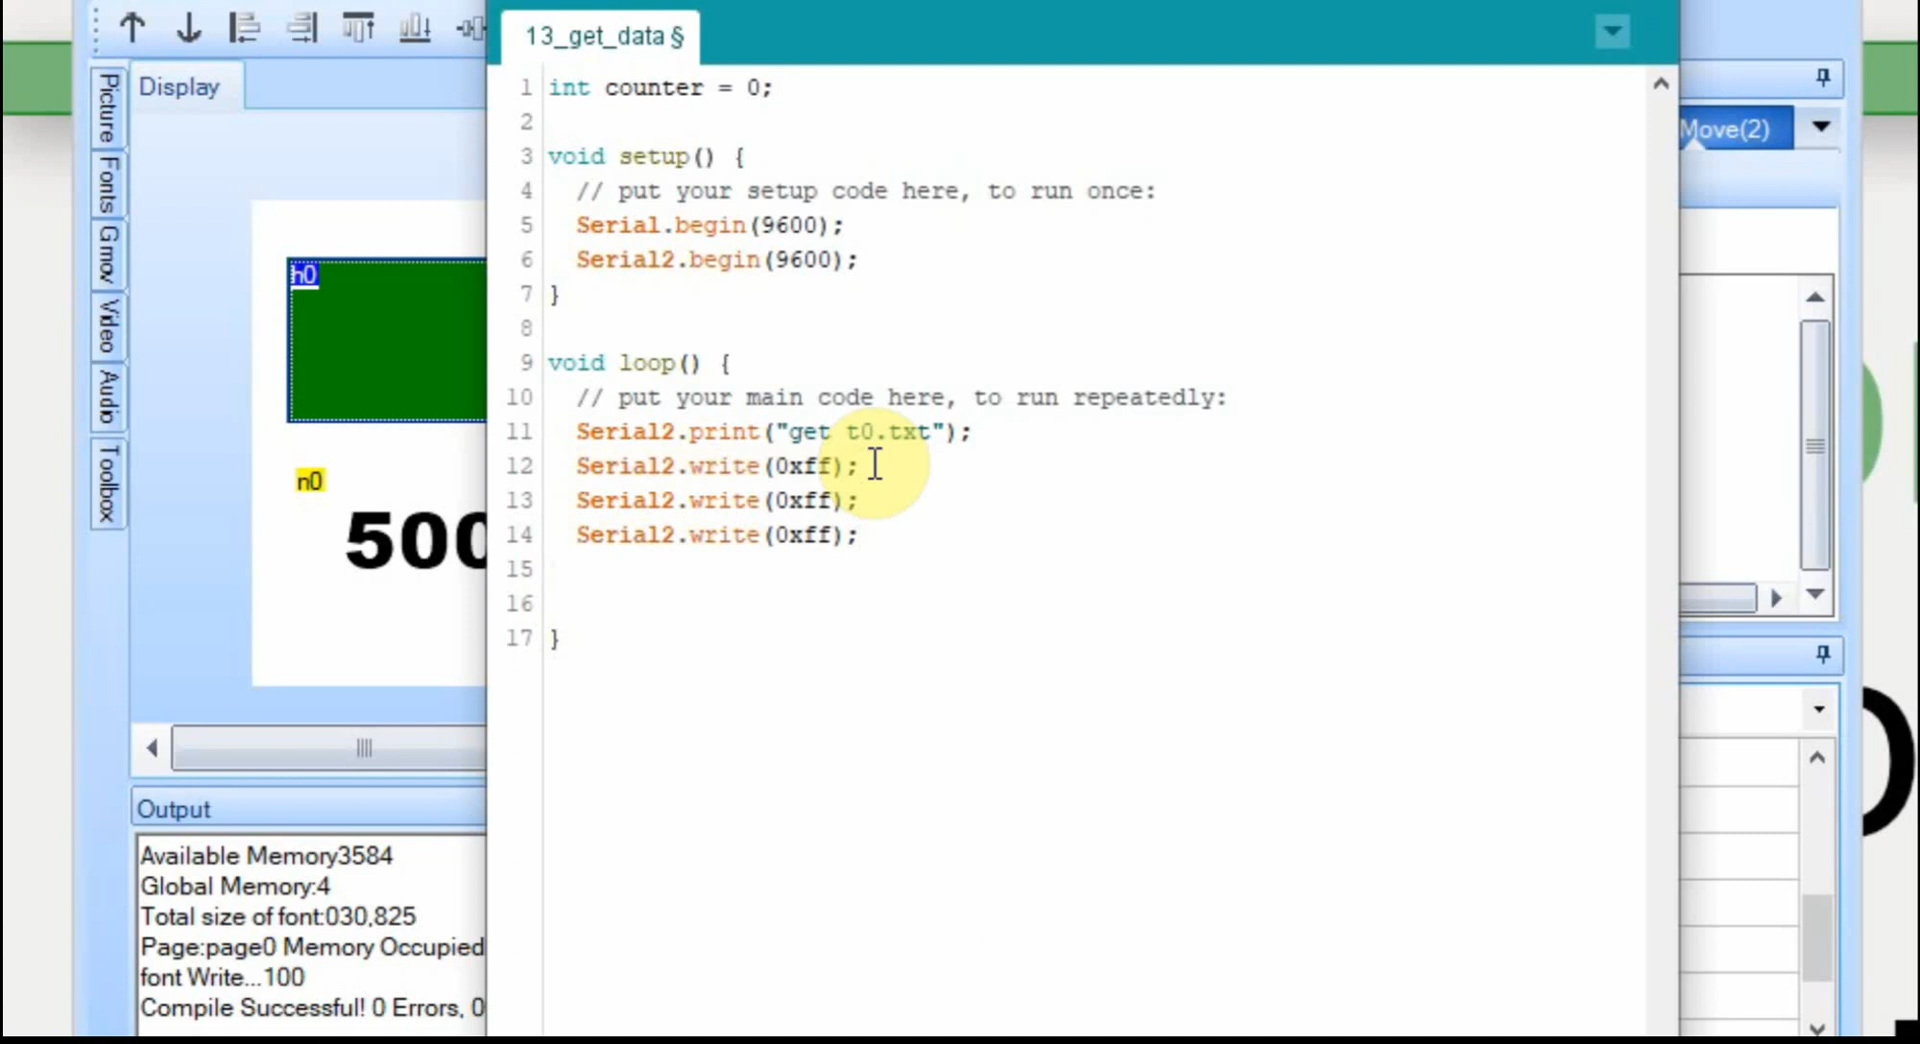 13_get_data §
Display
Picture
Fonts
Gmov
Video
Audio
Toolbox
h0
n0
500
Move(2)
1 int counter = 0;
2
3 void setup() {
4 // put your setup code here, to run once:
5 Serial.begin(9600);
6 Serial2.begin(9600);
7 }
8
9 void loop() {
10 // put your main code here, to run repeatedly:
11 Serial2.print("get t0.txt");
12 Serial2.write(0xff);
13 Serial2.write(0xff);
14 Serial2.write(0xff);
15
16
17 }
Output
Available Memory3584
Global Memory:4
Total size of font:030,825
Page:page0 Memory Occupied
font Write...100
Compile Successful! 0 Errors, 0